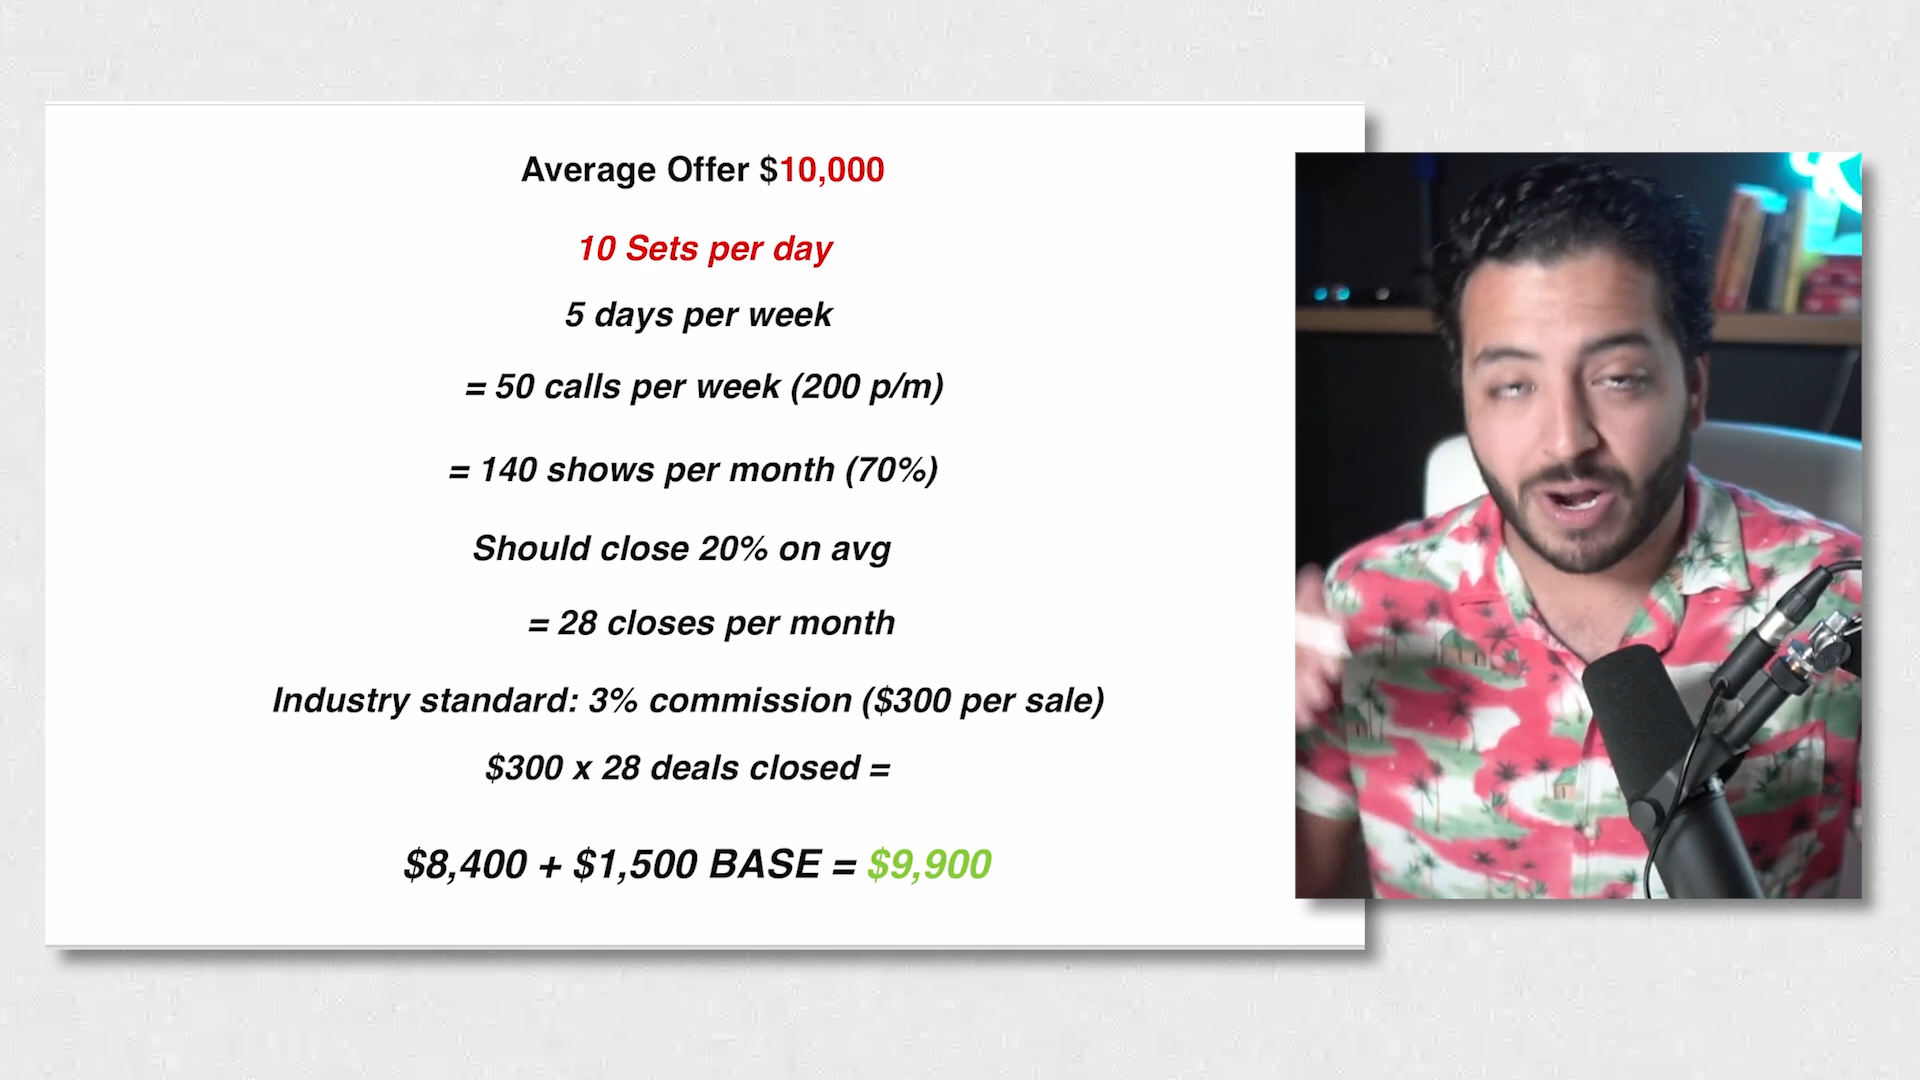 Average Offer $10,000
10 Sets per day
5 days per week
= 50 calls per week (200 p/m)
= 140 shows per month (70%)
Should close 20% on avg
= 28 closes per month
Industry standard: 3% commission ($300 per sale)
$300 x 28 deals closed =
$8,400 + $1,500 BASE = $9,900